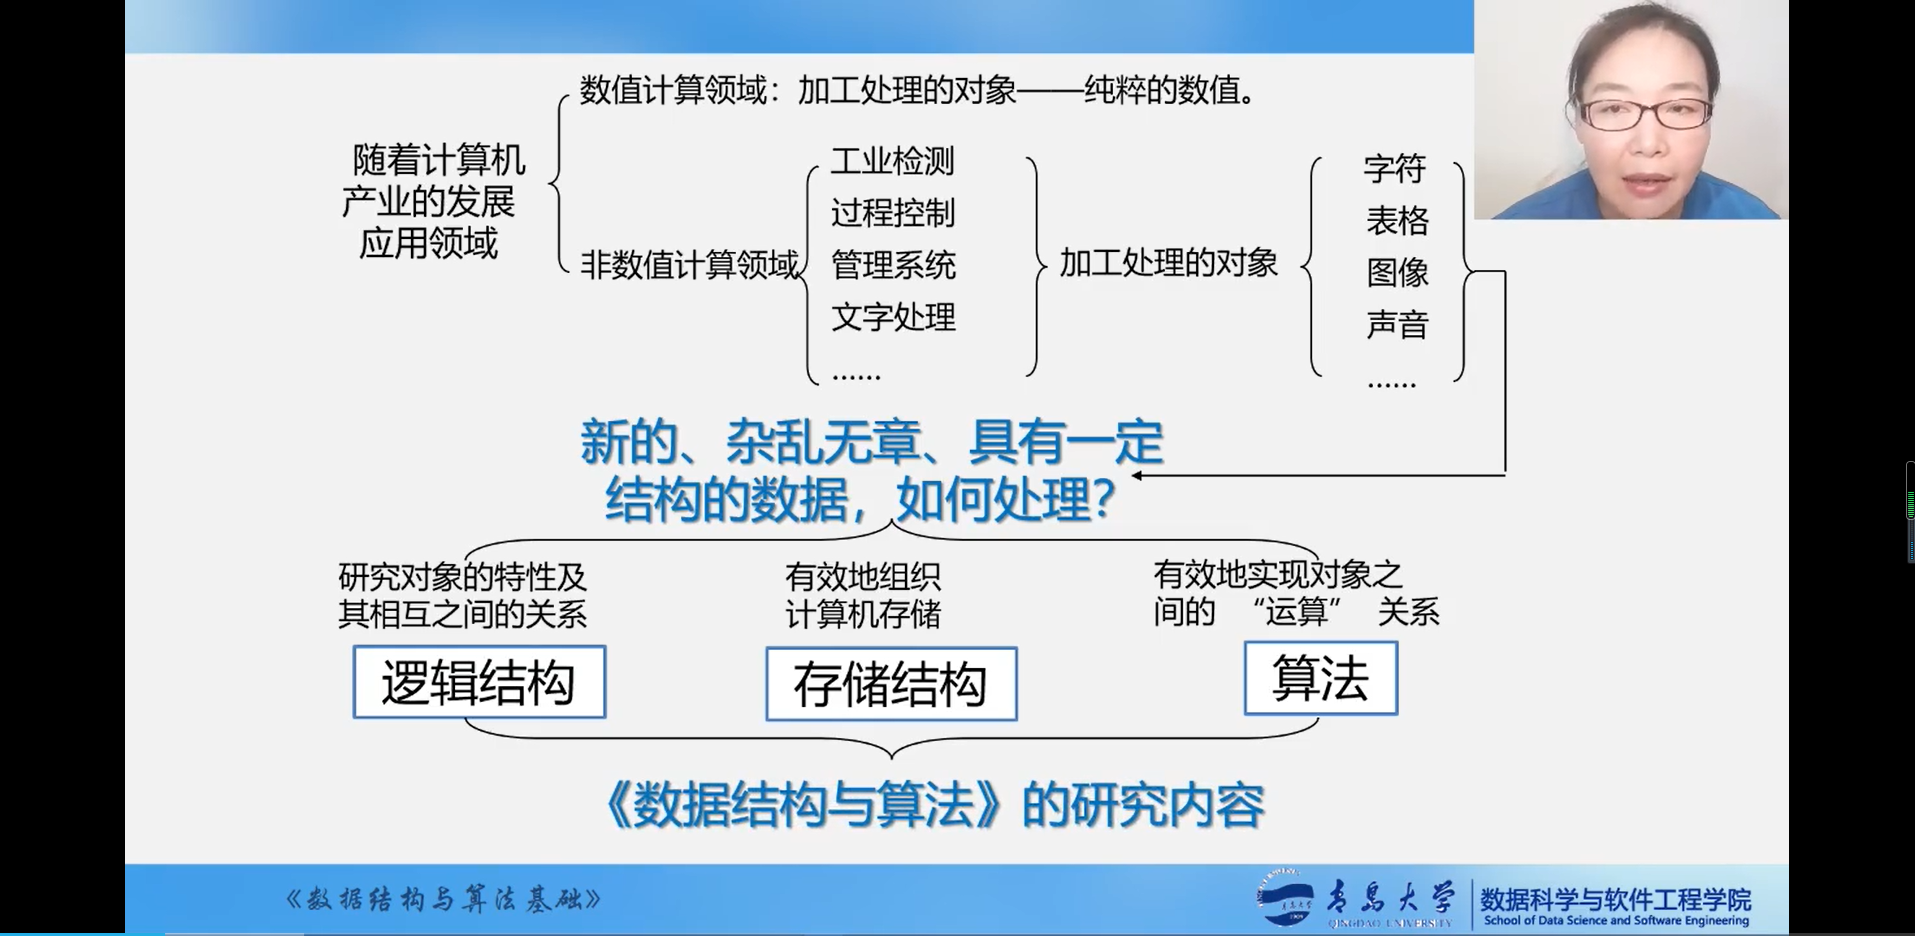 数值计算领域：加工处理的对象——纯粹的数值。
随着计算机
产业的发展
应用领域
非数值计算领域
工业检测
过程控制
管理系统
文字处理
......
加工处理的对象
字符
表格
图像
声音
......
新的、杂乱无章、具有一定
结构的数据，如何处理？
研究对象的特性及
其相互之间的关系
逻辑结构
有效地组织
计算机存储
存储结构
有效地实现对象之
间的 “运算” 关系
算法
《数据结构与算法》的研究内容
《数据结构与算法基础》
青岛大学
QINGDAO UNIVERSITY
数据科学与软件工程学院
School of Data Science and Software Engineering